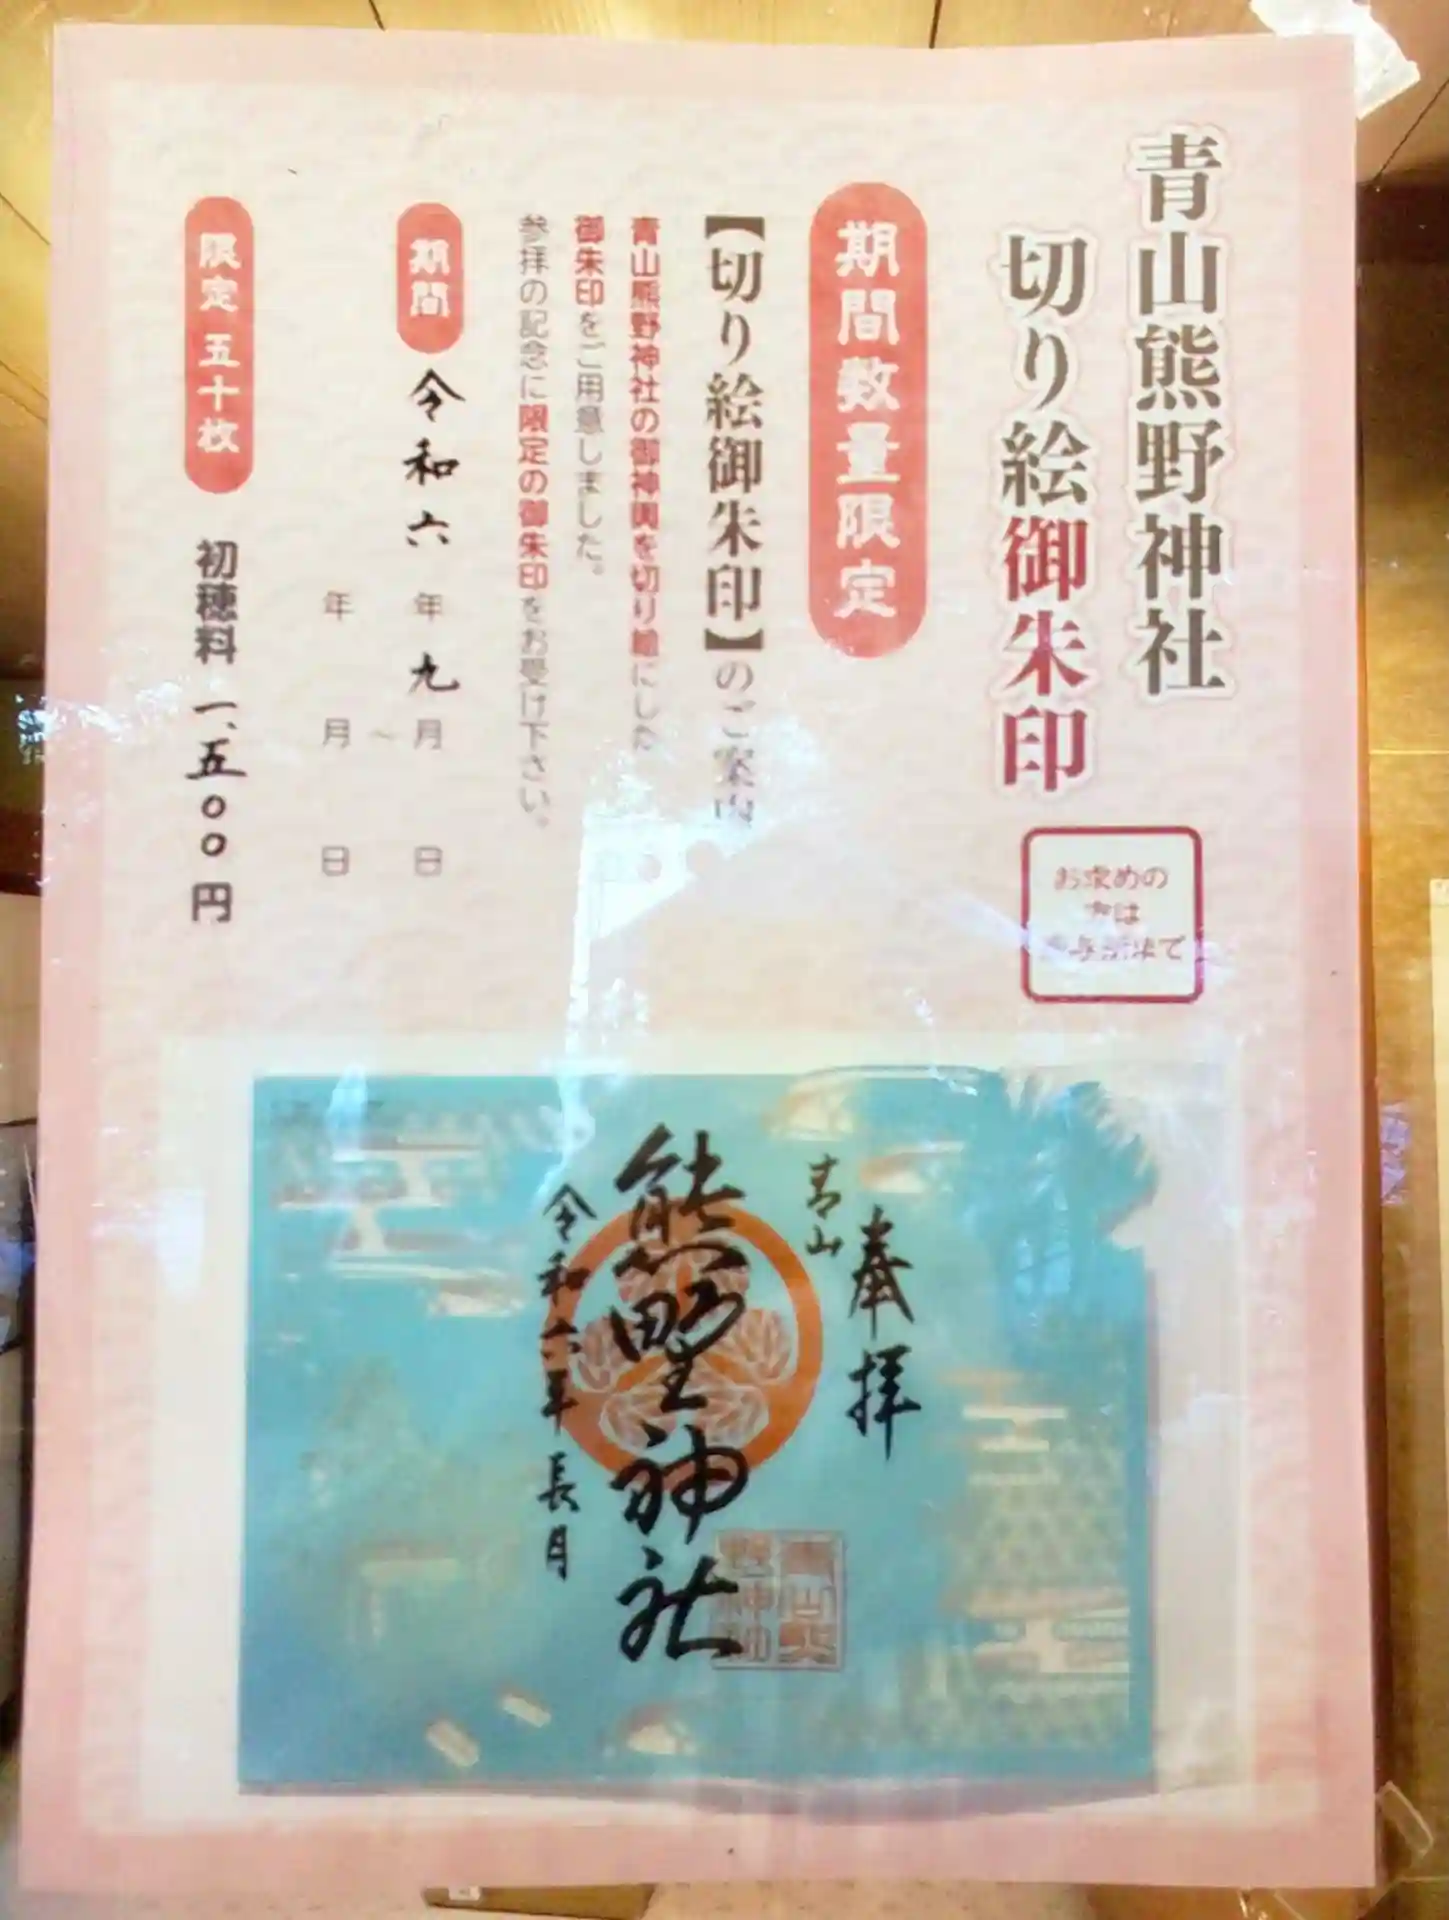 青山熊野神社
切り絵御朱印
お求めの
方は
授与所まで
期間数量限定
【切り絵御朱印】のご案内
青山熊野神社の御神輿を切り絵にした
御朱印をご用意しました。
参拝の記念に限定の御朱印をお受け下さい。
期間 令和六年九月 日
～
年 月 日
限定五十枚 初穂料 一、五〇〇円
奉拝
青山
熊野神社
令和六年長月